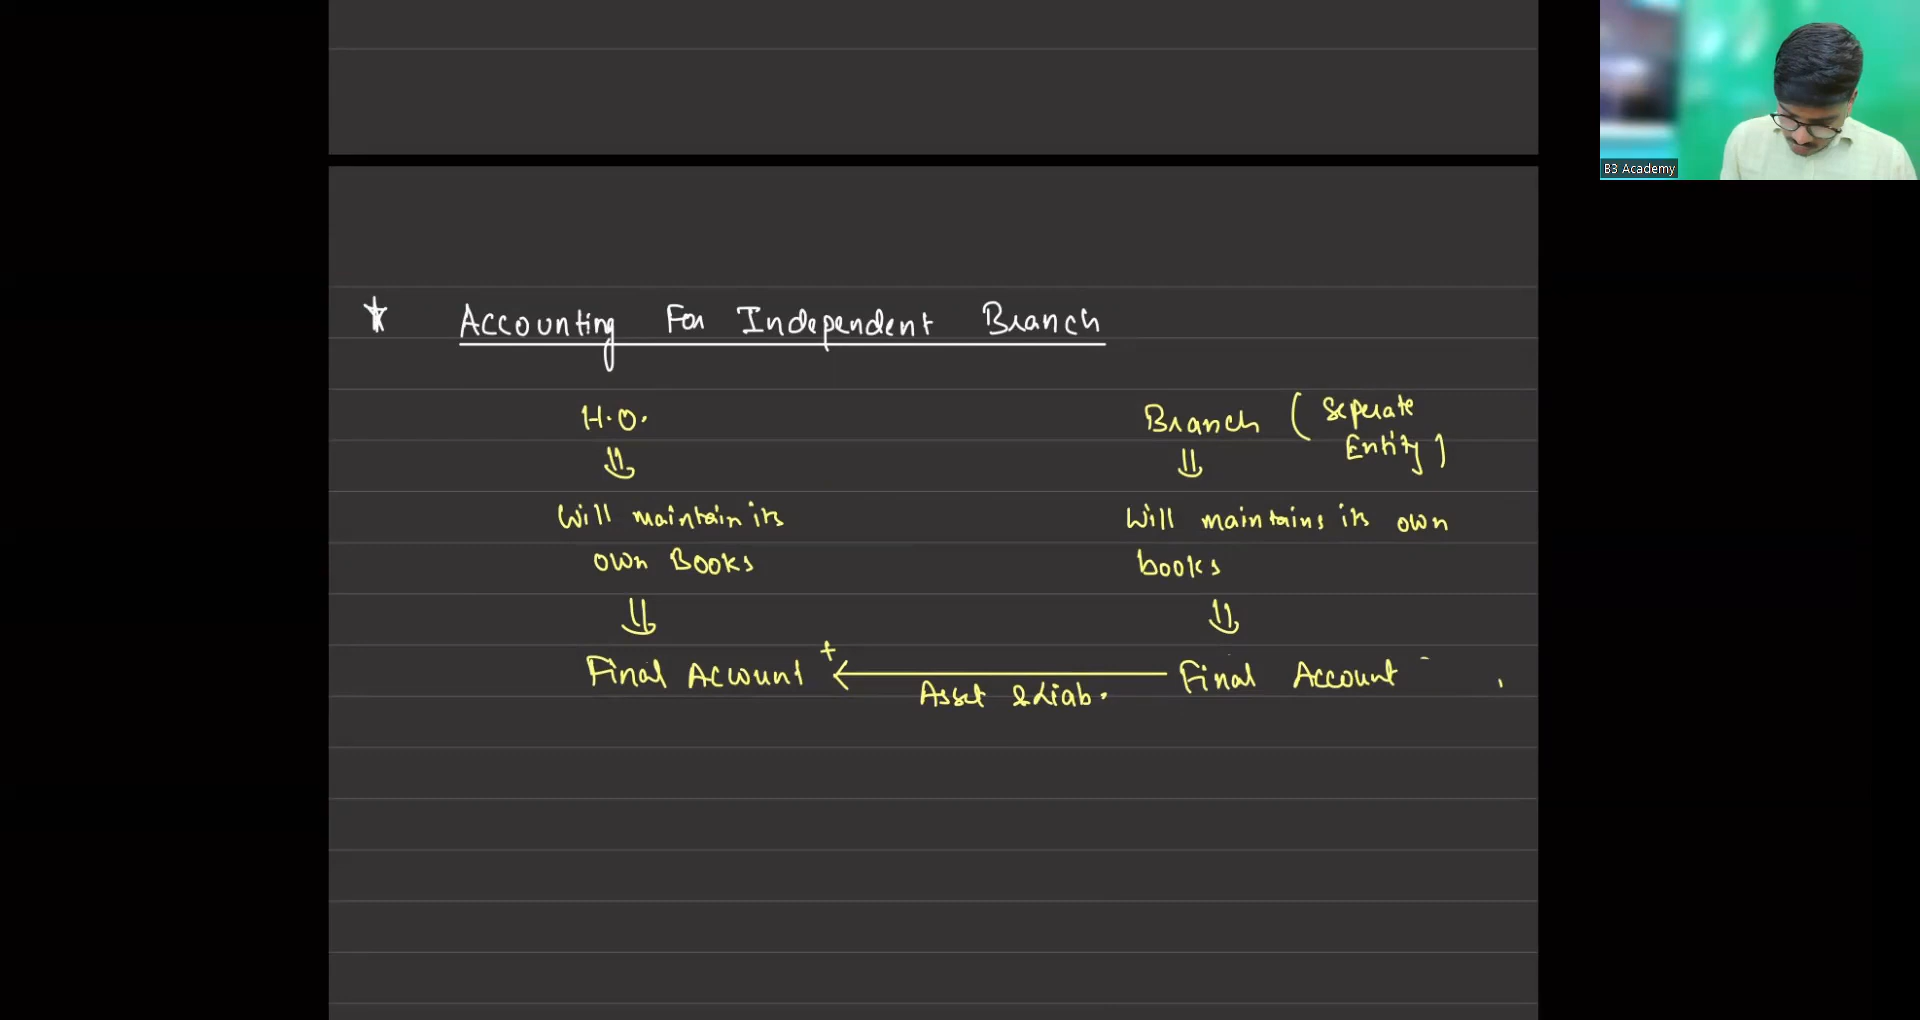 B3 Academy
* Accounting For Independent Branch
H.O.
Branch (Seperate
Entity)
Will maintain its
own Books
Will maintains its own
books
Final Account + Final Account
Asset & Liab.